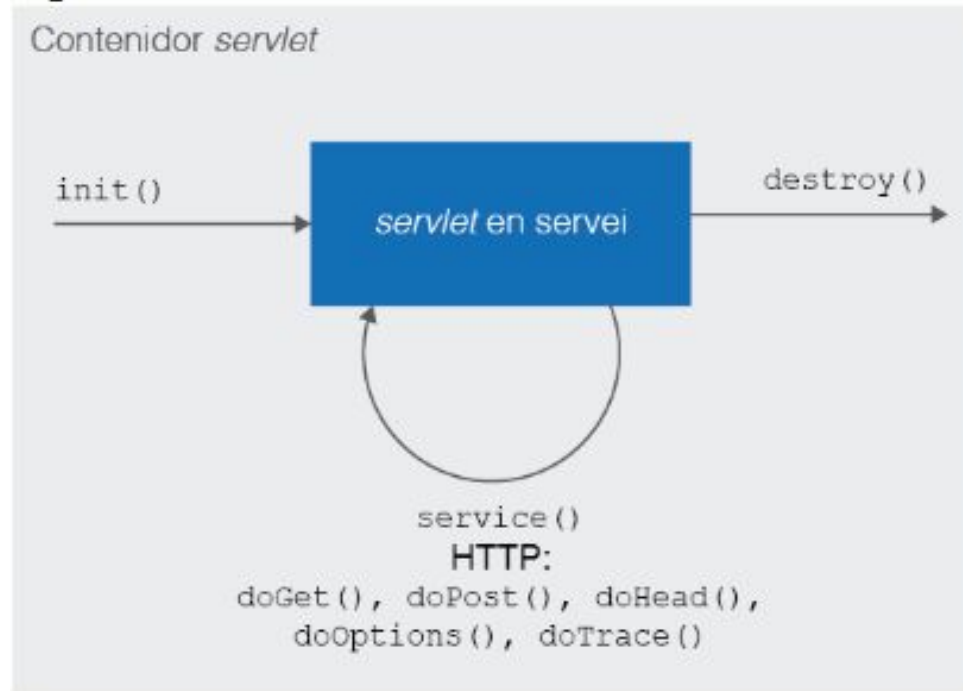 Contenidor servlet
init()
servlet en servei
destroy()
service()
HTTP:
doGet(), doPost(), doHead(),
doOptions(), doTrace()